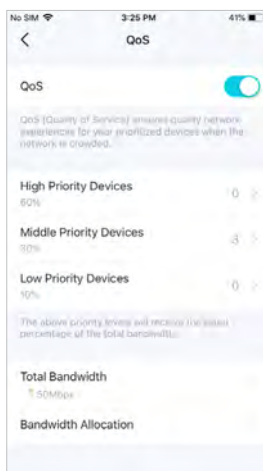 No SIM 3:25 PM 41%
QoS
QoS
QoS (Quality of Service) ensures quality network
experiences for your prioritized devices when the
network is crowded.
High Priority Devices 0
60%
Middle Priority Devices 3
30%
Low Priority Devices 0
10%
The above priority levels will receive the listed
percentage of the total bandwidth.
Total Bandwidth
50Mbps
Bandwidth Allocation